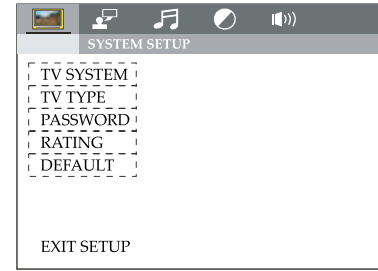 SYSTEM SETUP
TV SYSTEM
TV TYPE
PASSWORD
RATING
DEFAULT
EXIT SETUP